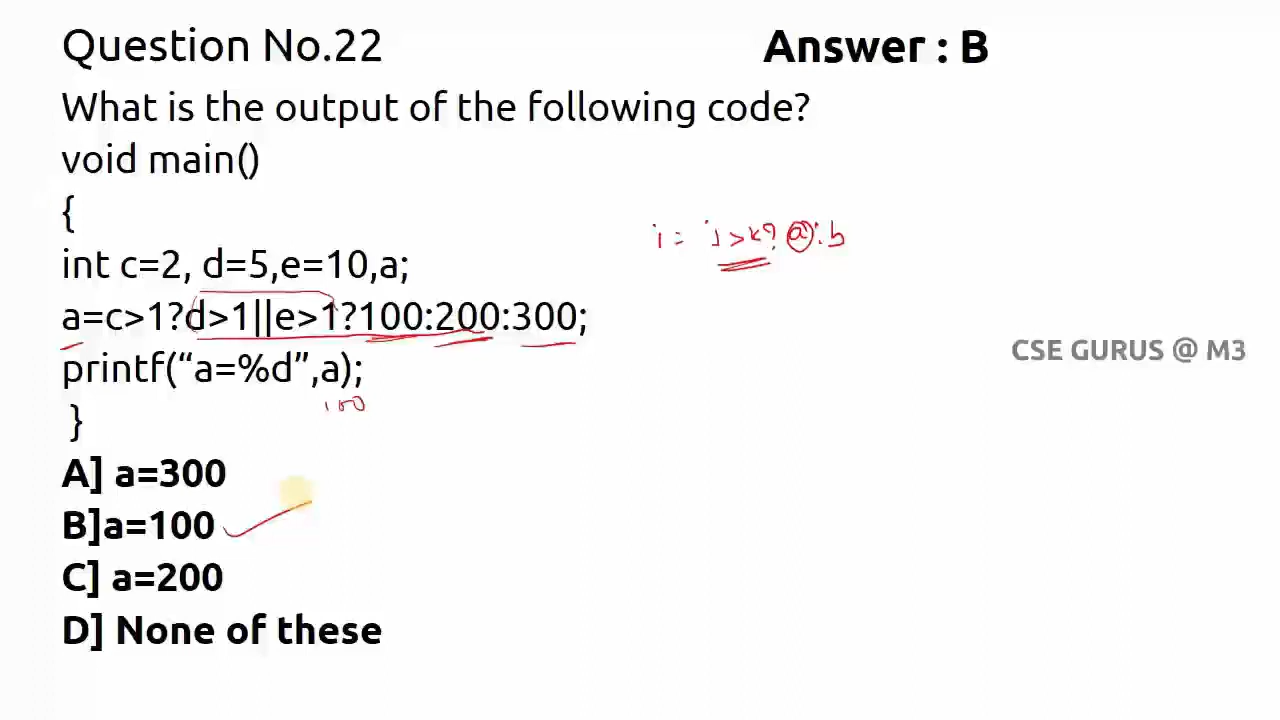 Question No.22
Answer : B
What is the output of the following code?
void main()
{
int c=2, d=5,e=10,a;
i = j>k? a:b
a=c>1?d>1||e>1?100:200:300;
printf(“a=%d”,a);
CSE GURUS @ M3
100
}
A] a=300
B]a=100
C] a=200
D] None of these